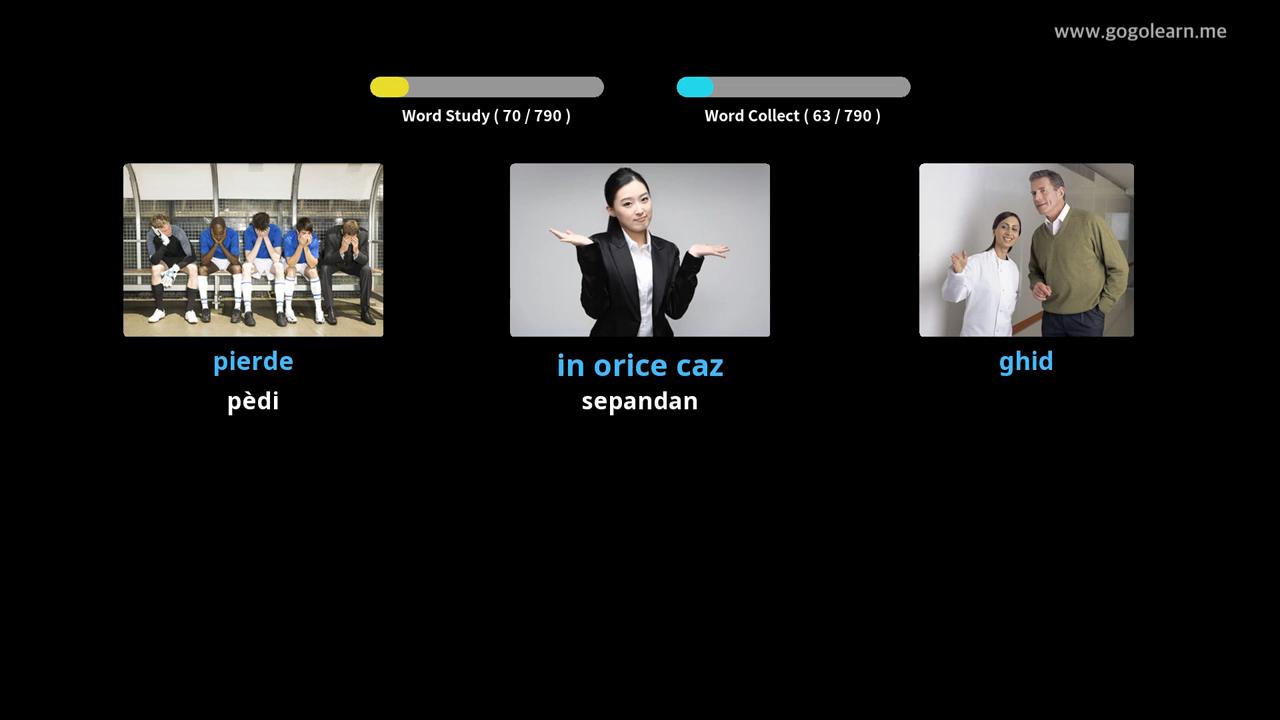 www.gogolearn.me
Word Study ( 70 / 790 )
Word Collect ( 63 / 790 )
pierde
in orice caz
ghid
pèdi
sepandan